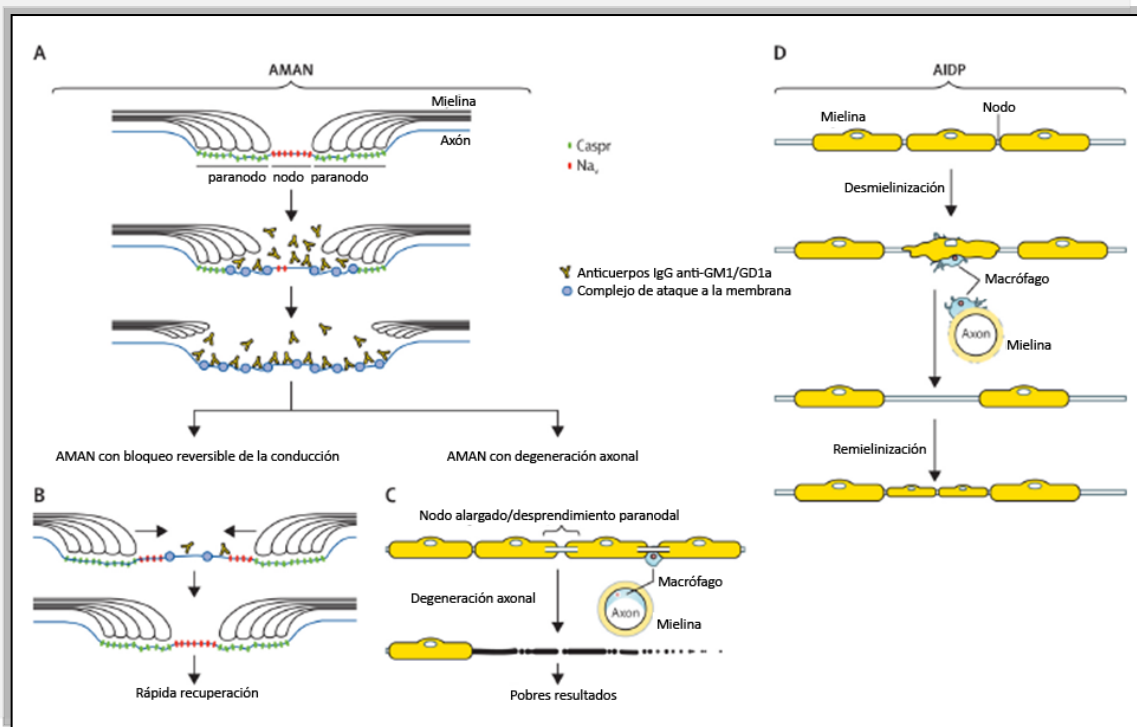 A
AMAN
Mielina
Axón
Caspr
Nav
paranodo nodo paranodo
Anticuerpos IgG anti-GM1/GD1a
Complejo de ataque a la membrana
AMAN con bloqueo reversible de la conducción
AMAN con degeneración axonal
B
Rápida recuperación
C
Nodo alargado/desprendimiento paranodal
Macrófago
Degeneración axonal
Axon
Mielina
Pobres resultados
D
AIDP
Nodo
Mielina
Desmielinización
Macrófago
Axon
Mielina
Remielinización